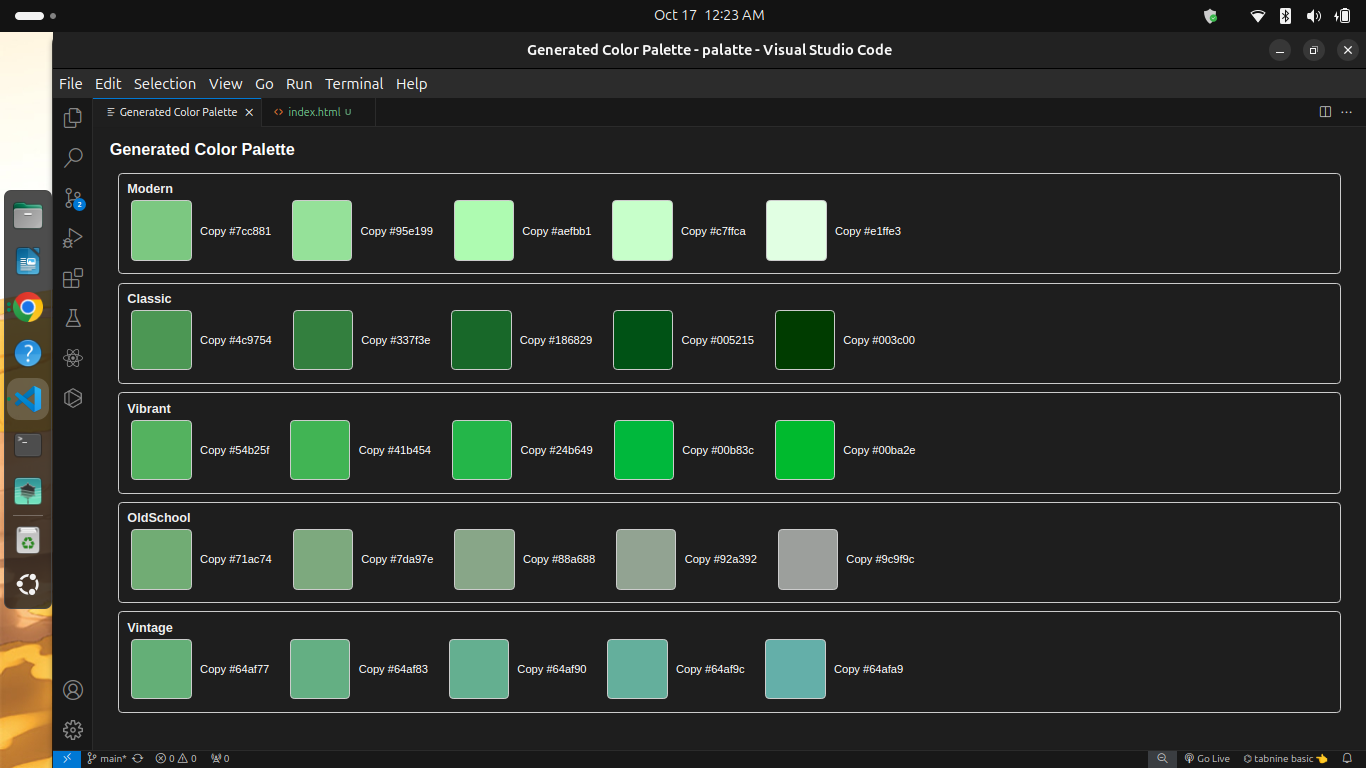 Oct 17 12:23 AM
Generated Color Palette - palatte - Visual Studio Code
File Edit Selection View Go Run Terminal Help
Generated Color Palette
index.html U
Generated Color Palette
Modern
Copy #7cc881 Copy #95e199 Copy #aefbb1 Copy #c7ffca Copy #e1ffe3
2
Classic
Copy #4c9754 Copy #337f3e Copy #186829 Copy #005215 Copy #003c00
Vibrant
Copy #54b25f Copy #41b454 Copy #24b649 Copy #00b83c Copy #00ba2e
OldSchool
Copy #71ac74 Copy #7da97e Copy #88a688 Copy #92a392 Copy #9c9f9c
Vintage
Copy #64af77 Copy #64af83 Copy #64af90 Copy #64af9c Copy #64afa9
main* 0 0 0 Go Live tabnine basic